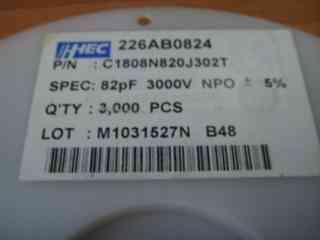 HEC 226AB0824
P/N : C1808N820J302T
SPEC: 82pF 3000V NPO ± 5%
Q'TY : 3,000 PCS
LOT : M1031527N B48